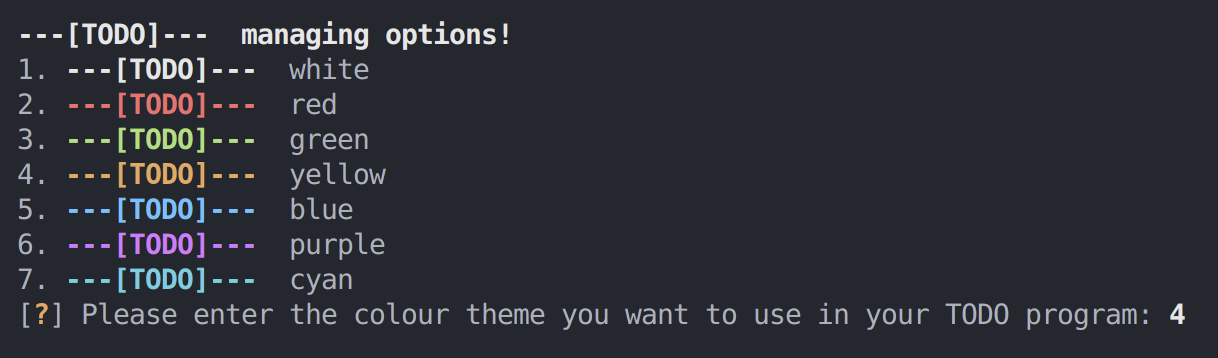 ---[TODO]---  managing options!
1. ---[TODO]---  white
2. ---[TODO]---  red
3. ---[TODO]---  green
4. ---[TODO]---  yellow
5. ---[TODO]---  blue
6. ---[TODO]---  purple
7. ---[TODO]---  cyan
[?] Please enter the colour theme you want to use in your TODO program: 4